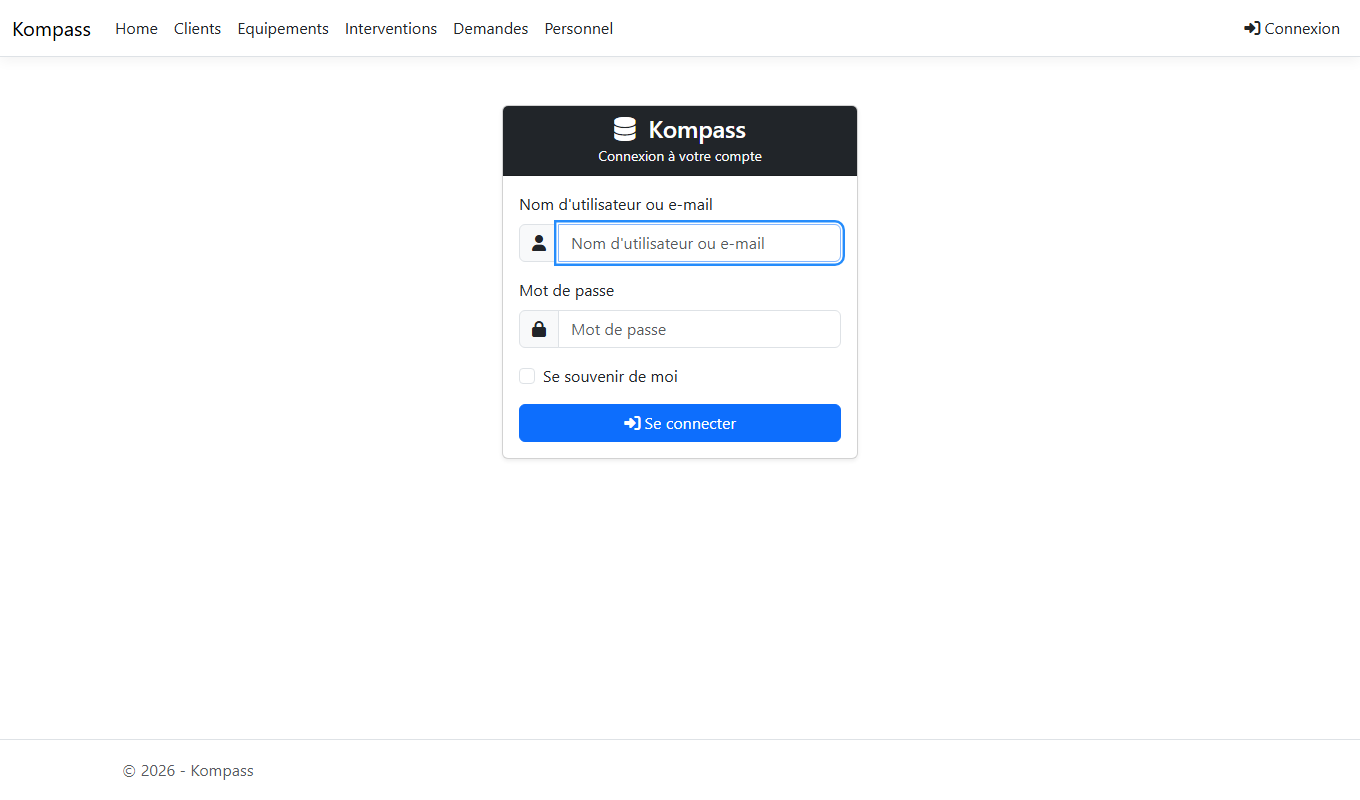 Kompass Home Clients Equipements Interventions Demandes Personnel Connexion
Kompass
Connexion à votre compte
Nom d'utilisateur ou e-mail
Nom d'utilisateur ou e-mail
Mot de passe
Mot de passe
Se souvenir de moi
Se connecter
© 2026 - Kompass